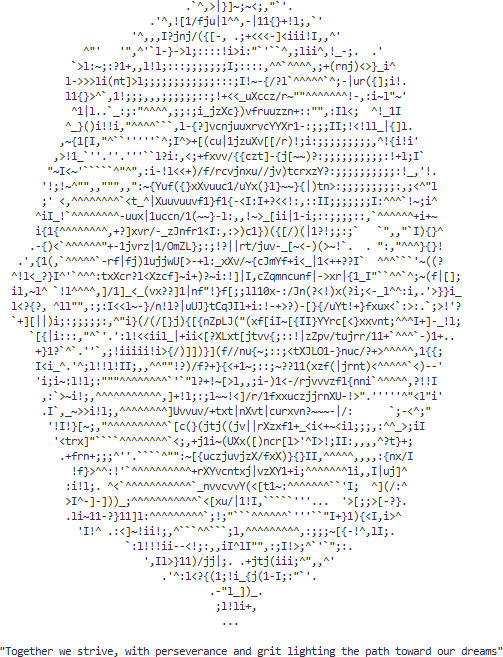 "Together we strive, with perseverance and grit lighting the path toward our dreams"